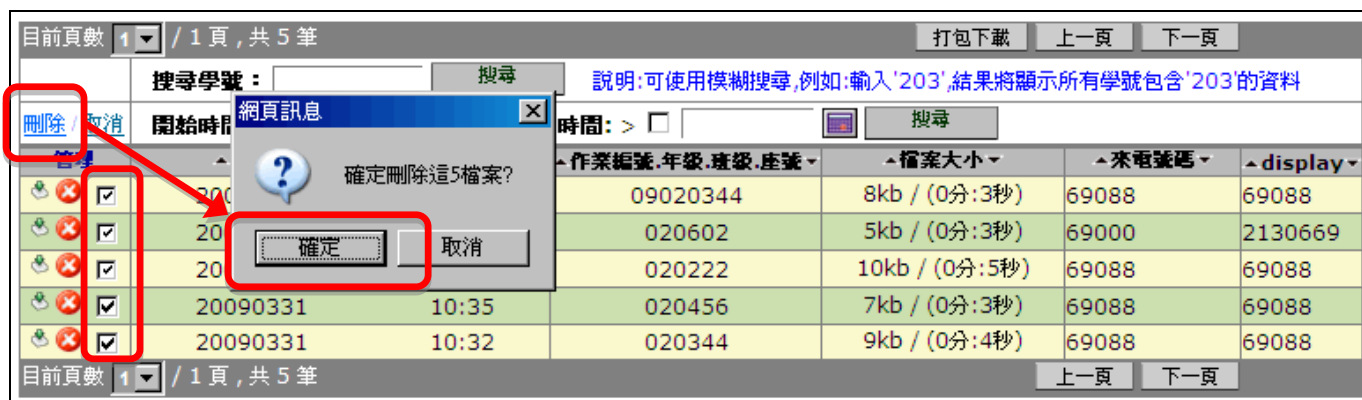 目前頁數 1 / 1 頁 , 共 5 筆 打包下載 上一頁 下一頁
搜尋學號： 搜尋 說明:可使用模糊搜尋,例如:輸入'203',結果將顯示所有學號包含'203'的資料
刪除 / 取消 開始時 時間: > 搜尋
網頁訊息
確定刪除這5檔案?
確定 取消
管理 作業編號.年級.班級.座號 檔案大小 來電號碼 display
200 09020344 8kb / (0分:3秒) 69088 69088
20 020602 5kb / (0分:3秒) 69000 2130669
20 020222 10kb / (0分:5秒) 69088 69088
20090331 10:35 020456 7kb / (0分:3秒) 69088 69088
20090331 10:32 020344 9kb / (0分:4秒) 69088 69088
目前頁數 1 / 1 頁 , 共 5 筆 上一頁 下一頁